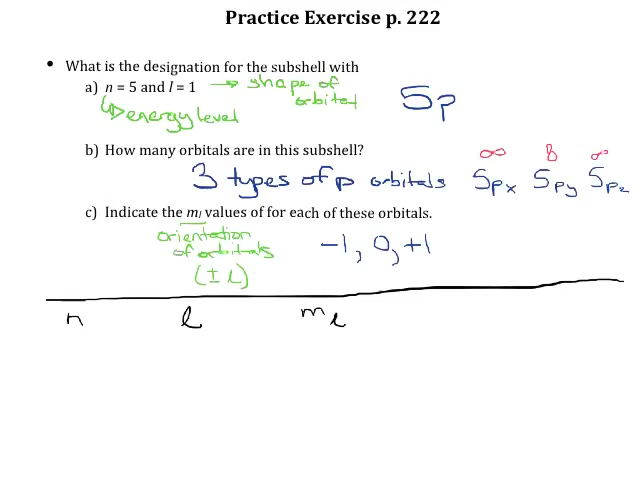 Practice Exercise p. 222
• What is the designation for the subshell with
a) n = 5 and l = 1 → shape of orbital
↳ energy level
5p
b) How many orbitals are in this subshell?
3 types of p orbitals 5px 5py 5pz
c) Indicate the ml values of for each of these orbitals.
orientation
of orbitals
(± l)
-1, 0, +1
n l ml